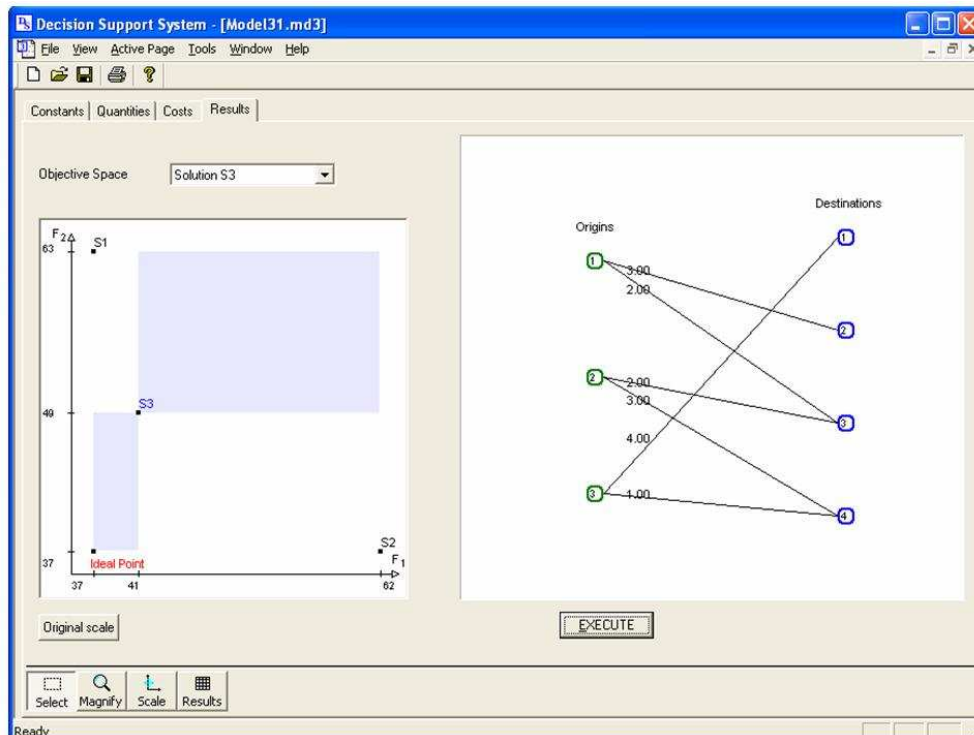 Decision Support System - [Model31.md3]
File View Active Page Tools Window Help
Constants Quantities Costs Results
Objective Space Solution S3
F2
63
S1
S3
49
S2
37
Ideal Point
F1
37 41 62
Original scale
Destinations
Origins
1
1
3.00
2.00
2
2
2.00
3.00
3
4.00
3
1.00
4
EXECUTE
Select Magnify Scale Results
Ready